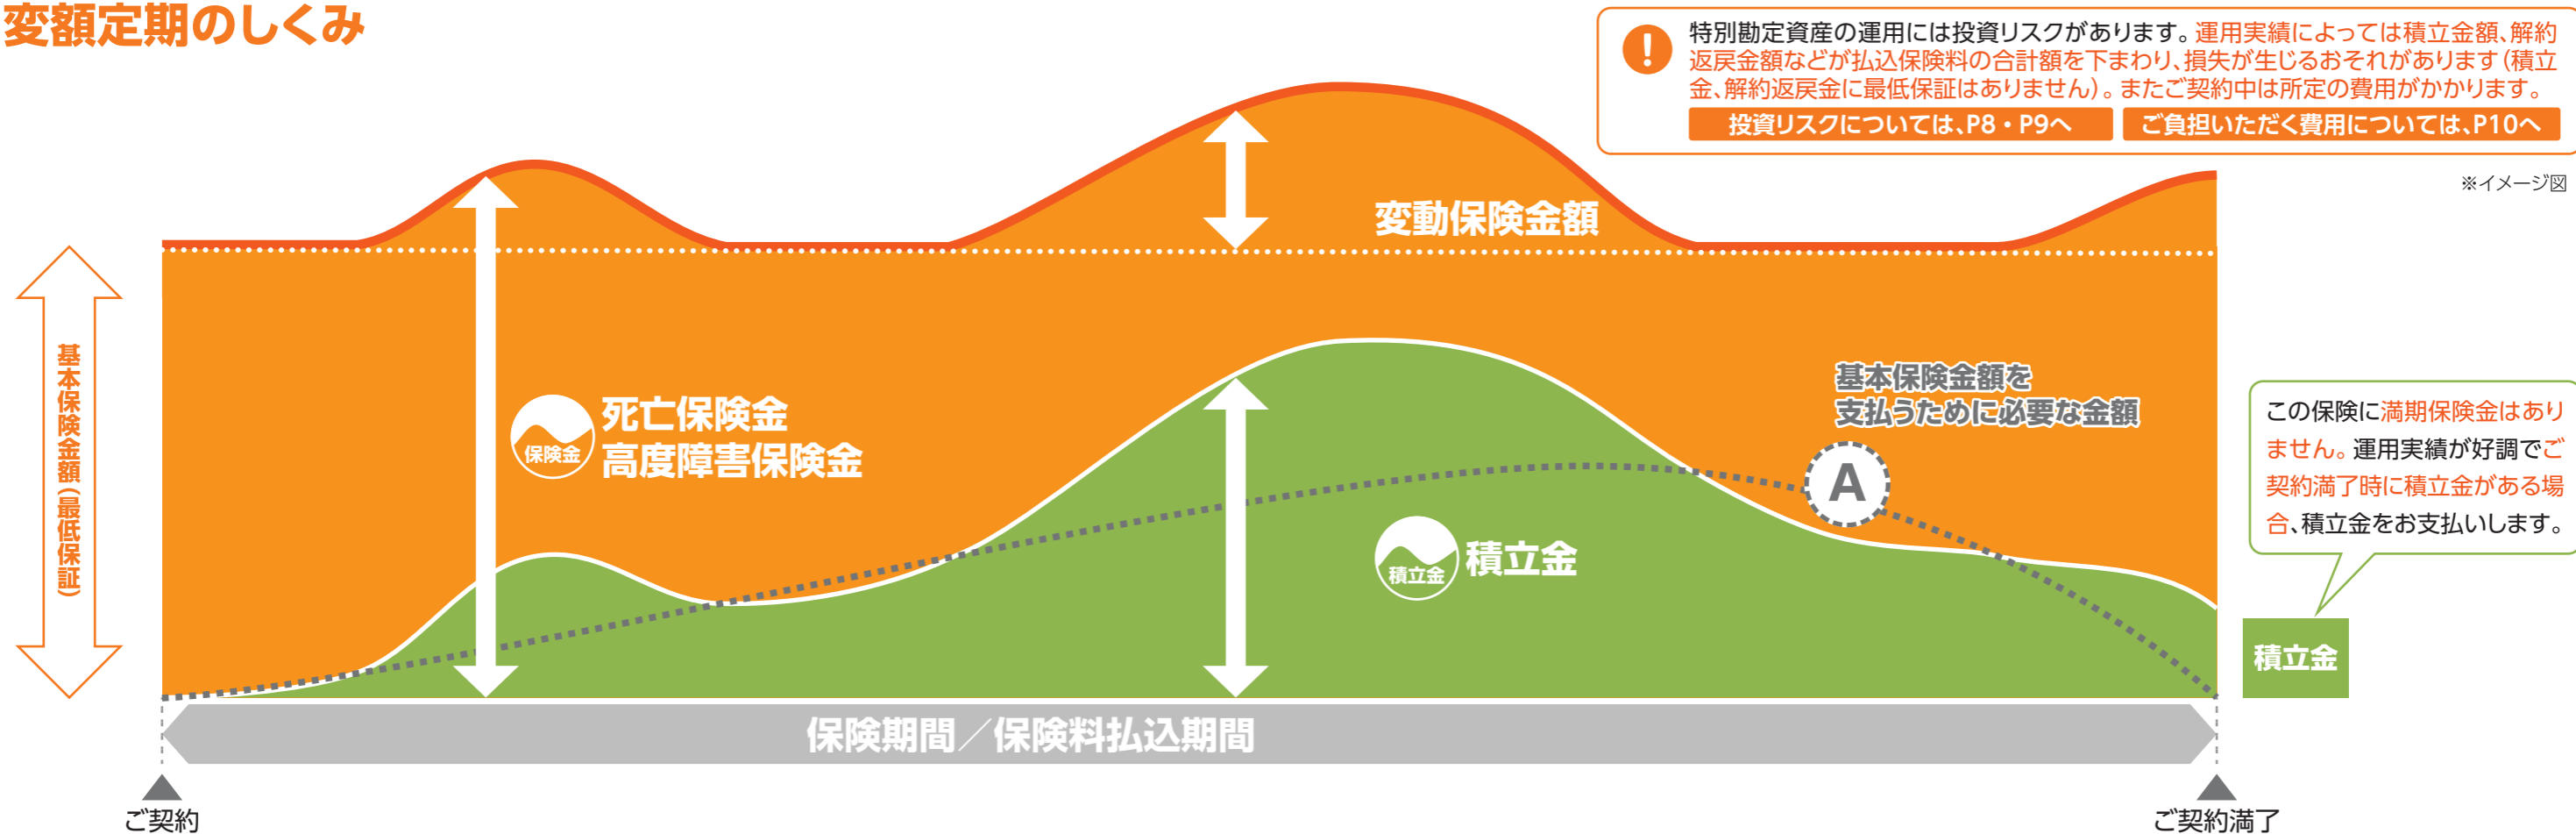 変額定期のしくみ
特別勘定資産の運用には投資リスクがあります。運用実績によっては積立金額、解約
返戻金額などが払込保険料の合計額を下まわり、損失が生じるおそれがあります（積立
金、解約返戻金に最低保証はありません）。またご契約中は所定の費用がかかります。
投資リスクについては、P8・P9へ
ご負担いただく費用については、P10へ
※イメージ図
変動保険金額
基本保険金額（最低保証）
保険金
死亡保険金
高度障害保険金
基本保険金額を
支払うために必要な金額
A
積立金
積立金
この保険に満期保険金はあり
ません。運用実績が好調でご
契約満了時に積立金がある場
合、積立金をお支払いします。
積立金
保険期間／保険料払込期間
ご契約
ご契約満了